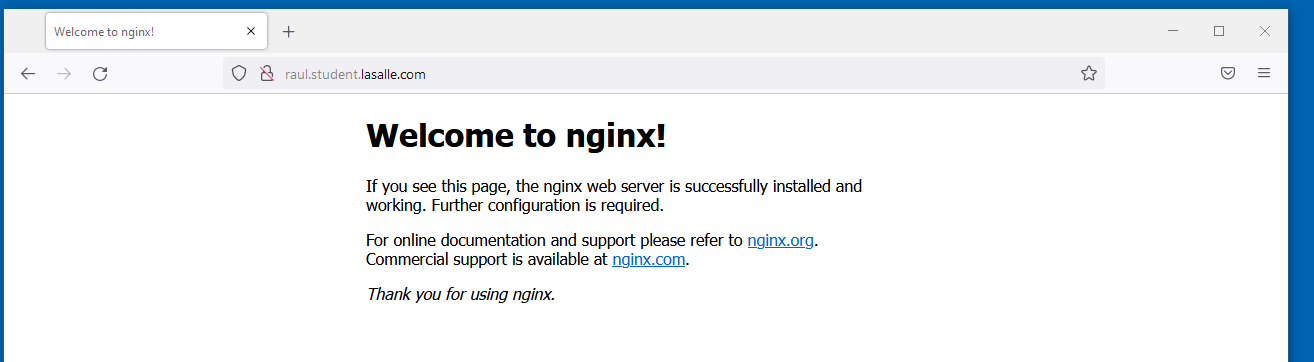 Welcome to nginx!
raul.student.lasalle.com
Welcome to nginx!
If you see this page, the nginx web server is successfully installed and
working. Further configuration is required.
For online documentation and support please refer to nginx.org.
Commercial support is available at nginx.com.
Thank you for using nginx.